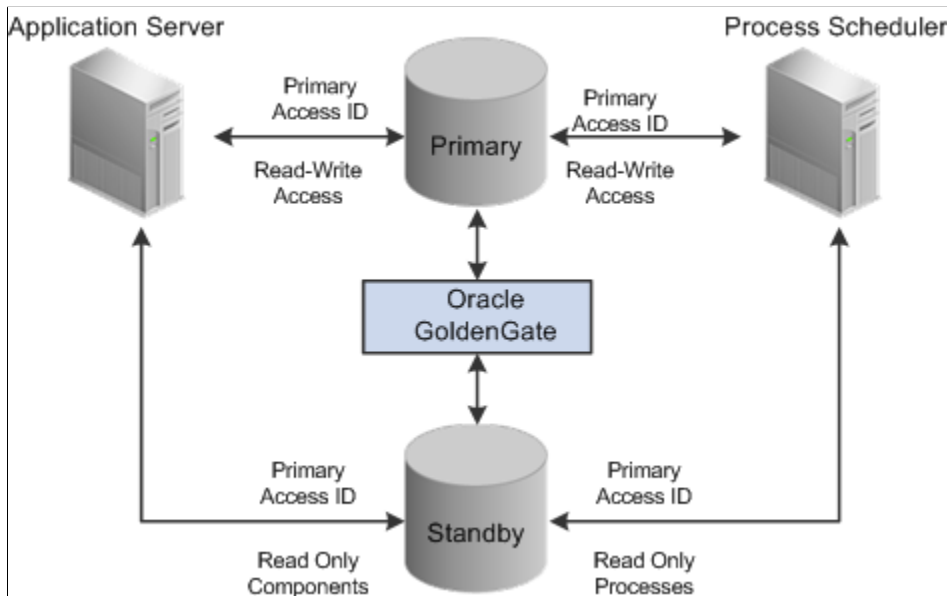 Application Server
Process Scheduler
Primary
Access ID
Read-Write
Access
Primary
Primary
Access ID
Read-Write
Access
Oracle
GoldenGate
Primary
Access ID
Read Only
Components
Standby
Primary
Access ID
Read Only
Processes